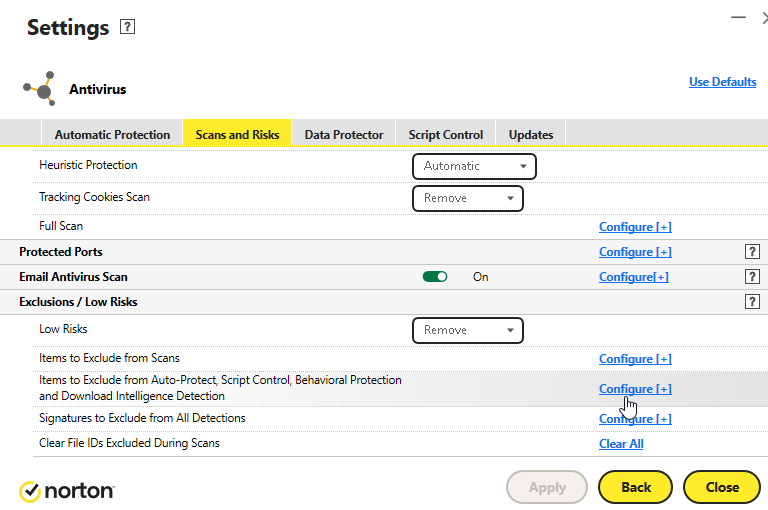 Settings ?
Antivirus
Use Defaults
Automatic Protection Scans and Risks Data Protector Script Control Updates
Heuristic Protection Automatic
Tracking Cookies Scan Remove
Full Scan Configure [+]
Protected Ports Configure [+] ?
Email Antivirus Scan On Configure[+] ?
Exclusions / Low Risks ?
Low Risks Remove
Items to Exclude from Scans Configure [+]
Items to Exclude from Auto-Protect, Script Control, Behavioral Protection
and Download Intelligence Detection Configure [+]
Signatures to Exclude from All Detections Configure [+]
Clear File IDs Excluded During Scans Clear All
norton Apply Back Close